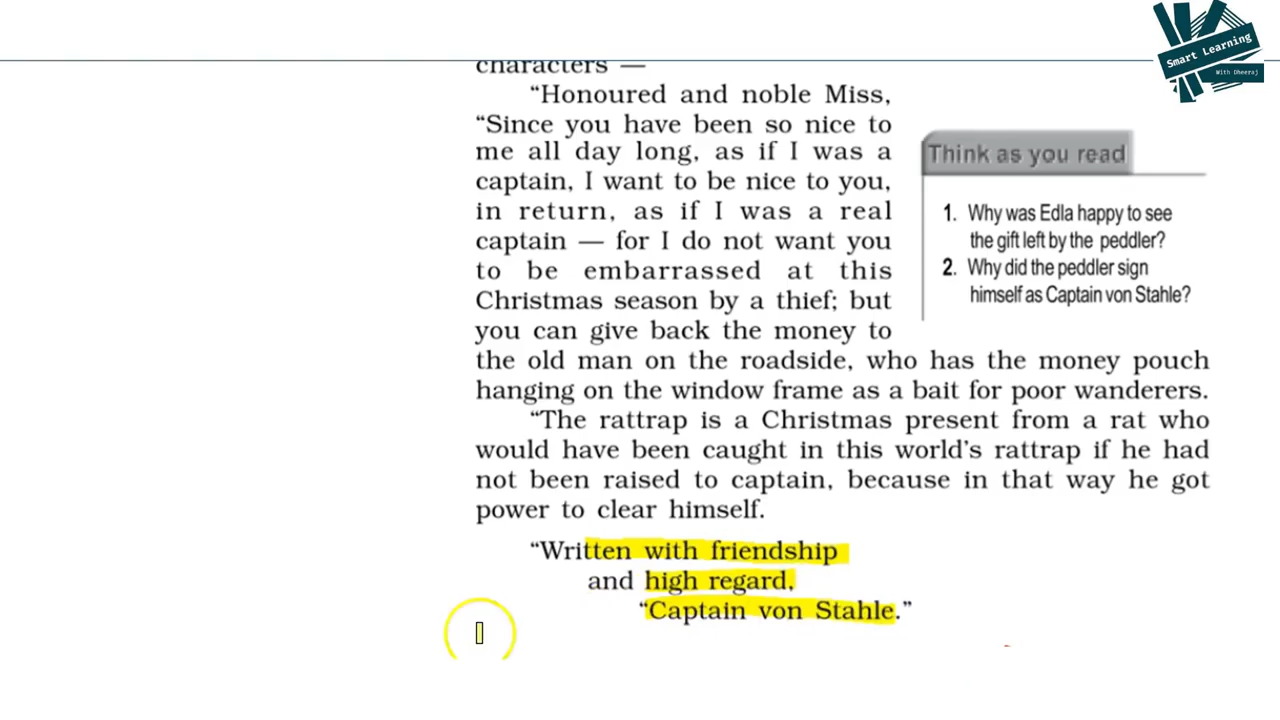 Smart Learning
With Dheeraj
characters —
“Honoured and noble Miss,
“Since you have been so nice to
me all day long, as if I was a
captain, I want to be nice to you,
in return, as if I was a real
captain — for I do not want you
to be embarrassed at this
Christmas season by a thief; but
you can give back the money to
the old man on the roadside, who has the money pouch
hanging on the window frame as a bait for poor wanderers.
“The rattrap is a Christmas present from a rat who
would have been caught in this world’s rattrap if he had
not been raised to captain, because in that way he got
power to clear himself.
“Written with friendship
and high regard,
“Captain von Stahle.”
Think as you read
1. Why was Edla happy to see
the gift left by the peddler?
2. Why did the peddler sign
himself as Captain von Stahle?